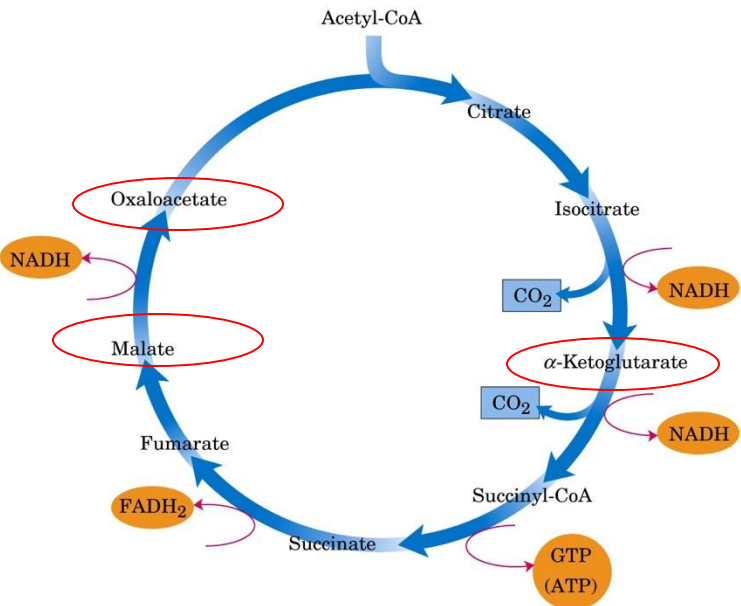 Acetyl-CoA
Citrate
Oxaloacetate
Isocitrate
NADH
CO₂
NADH
Malate
α-Ketoglutarate
CO₂
NADH
Fumarate
Succinyl-CoA
FADH₂
Succinate
GTP
(ATP)